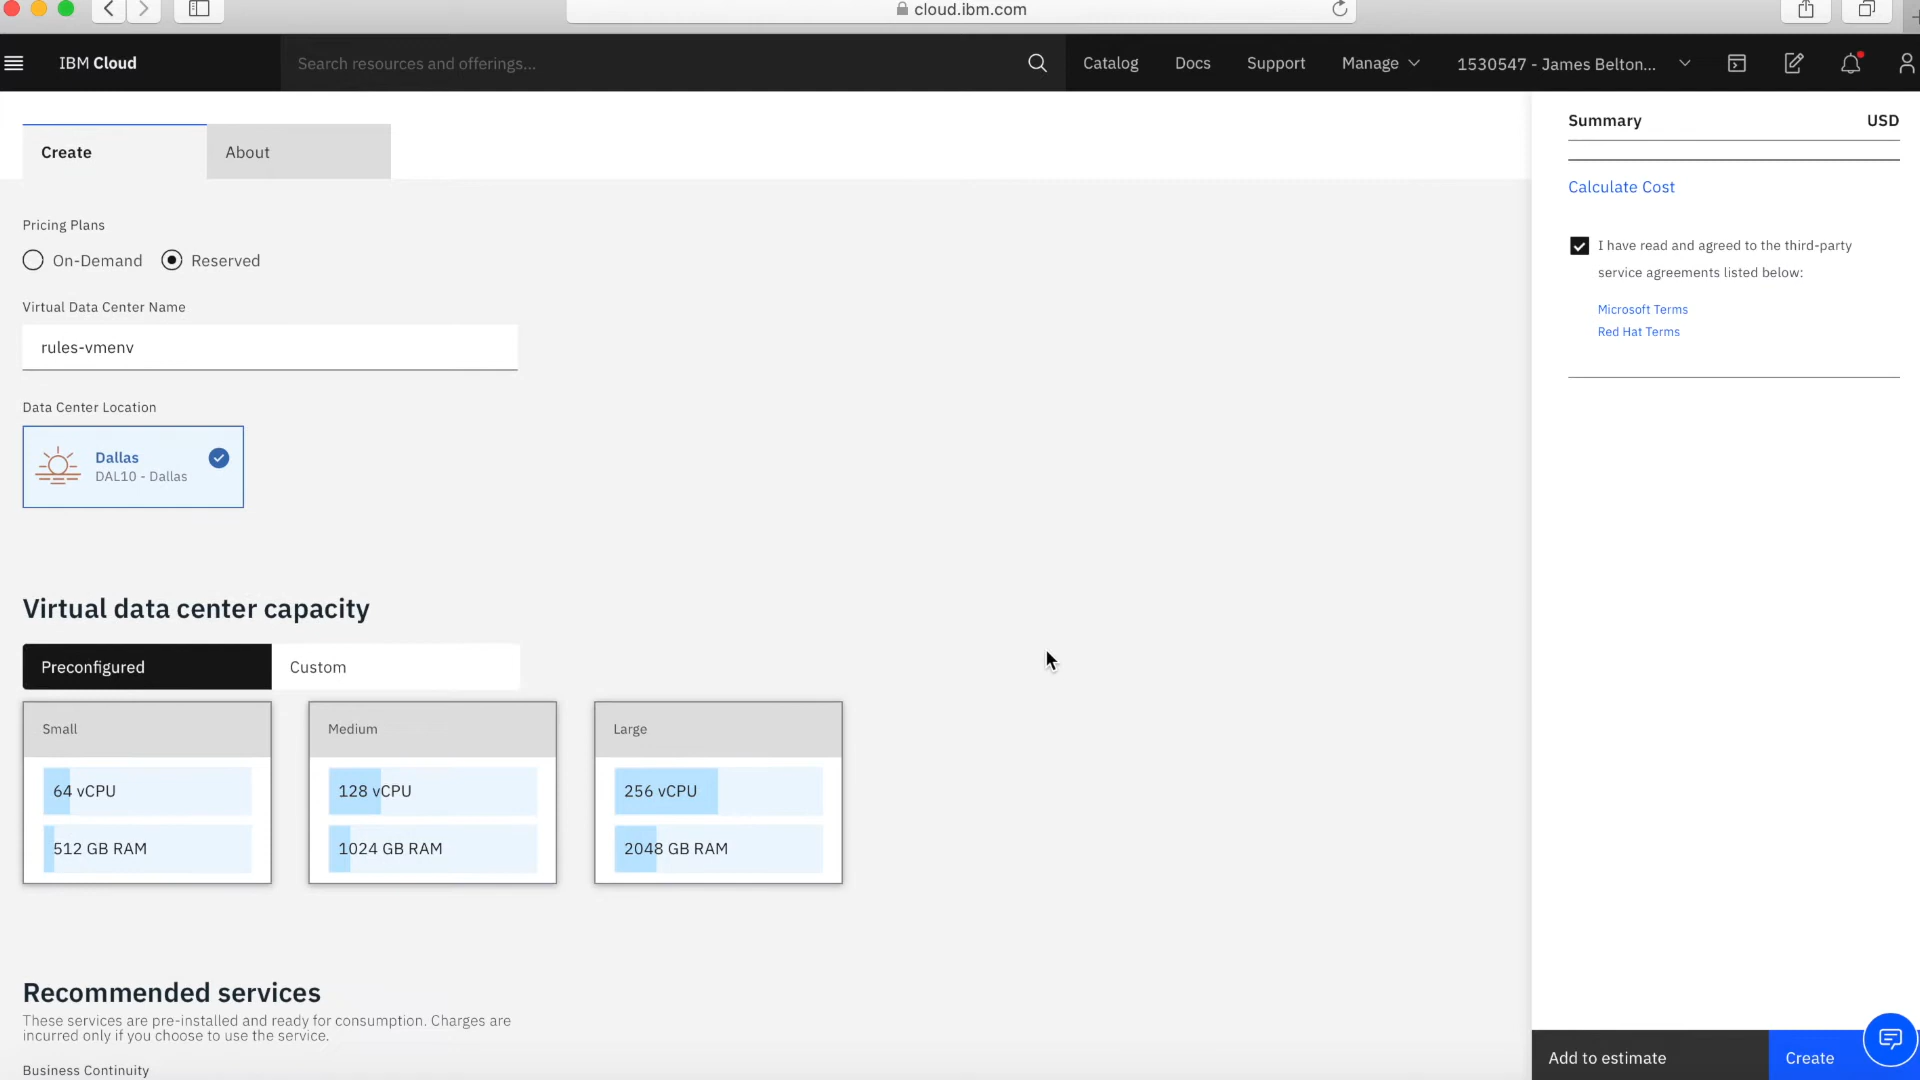 cloud.ibm.com
IBM Cloud
Search resources and offerings...
Catalog
Docs
Support
Manage
1530547 - James Belton...
Create
About
Pricing Plans
On-Demand
Reserved
Virtual Data Center Name
rules-vmenv
Data Center Location
Dallas
DAL10 - Dallas
Virtual data center capacity
Preconfigured
Custom
Small
64 vCPU
512 GB RAM
Medium
128 vCPU
1024 GB RAM
Large
256 vCPU
2048 GB RAM
Recommended services
These services are pre-installed and ready for consumption. Charges are
incurred only if you choose to use the service.
Business Continuity
Summary
USD
Calculate Cost
I have read and agreed to the third-party
service agreements listed below:
Microsoft Terms
Red Hat Terms
Add to estimate
Create